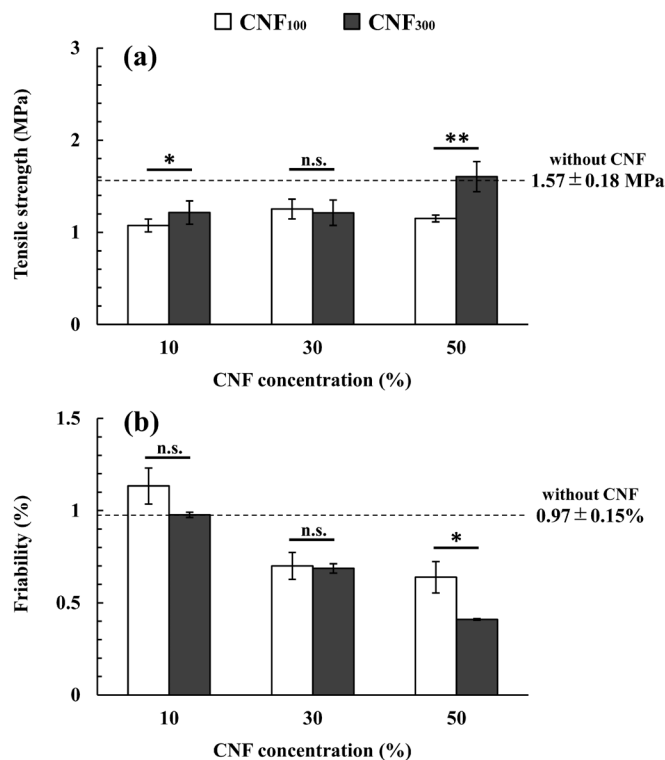 CNF100 CNF300
(a)
3
2
1
0
Tensile strength (MPa)
*
n.s.
**
without CNF
1.57±0.18 MPa
10 30 50
CNF concentration (%)
(b)
1.5
1
0.5
0
Friability (%)
n.s.
n.s.
*
without CNF
0.97±0.15%
10 30 50
CNF concentration (%)